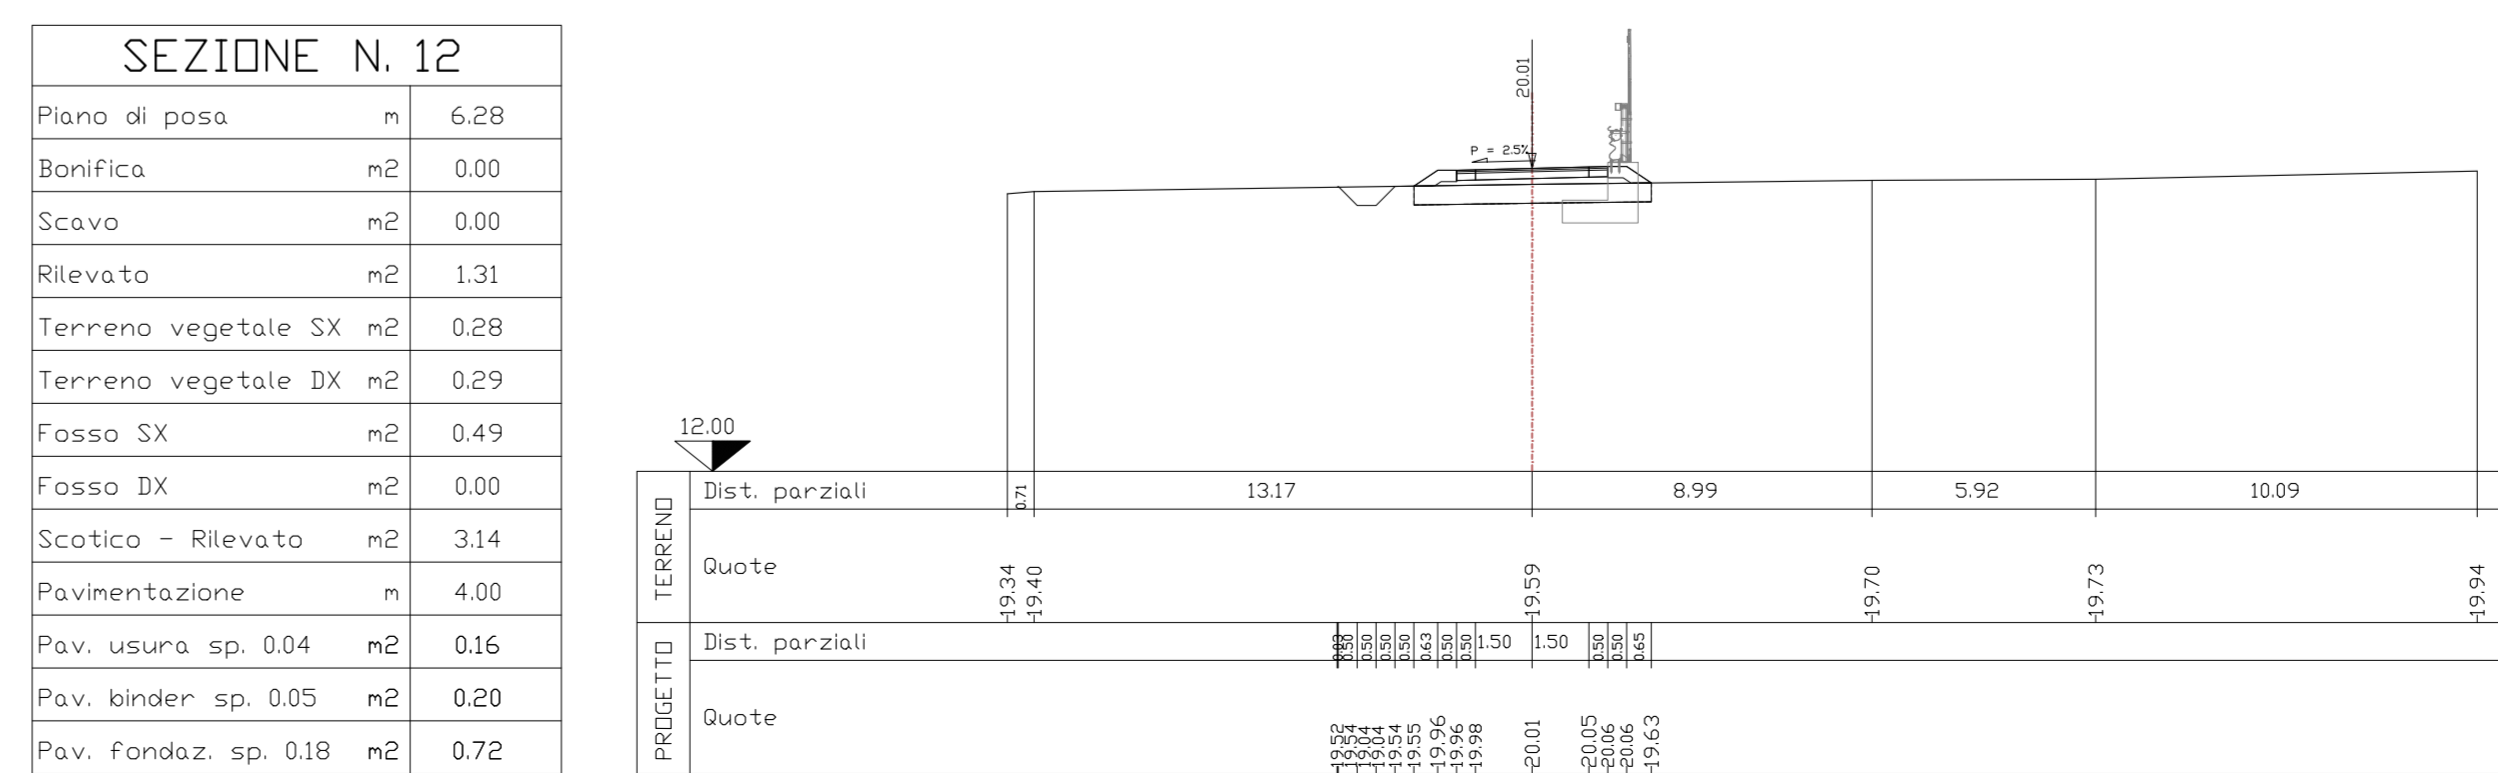 SEZIONE N. 12
Piano di posa m 6.28
Bonifica m2 0.00
Scavo m2 0.00
Rilevato m2 1.31
Terreno vegetale SX m2 0.28
Terreno vegetale DX m2 0.29
Fosso SX m2 0.49
Fosso DX m2 0.00
Scotico - Rilevato m2 3.14
Pavimentazione m 4.00
Pav. usura sp. 0.04 m2 0.16
Pav. binder sp. 0.05 m2 0.20
Pav. fondaz. sp. 0.18 m2 0.72
20.01
P = 2.5%
12.00
TERRENO
Dist. parziali 0.71 13.17 8.99 5.92 10.09
Quote 19.34 19.40 19.59 19.70 19.73 19.94
PROGETTO
Dist. parziali 0.50 0.50 0.50 0.50 0.63 0.50 0.50 1.50 1.50 0.50 0.50 0.65
Quote 19.52 19.54 19.04 19.04 19.54 19.55 19.96 19.96 19.98 20.01 20.05 20.06 20.06 19.63